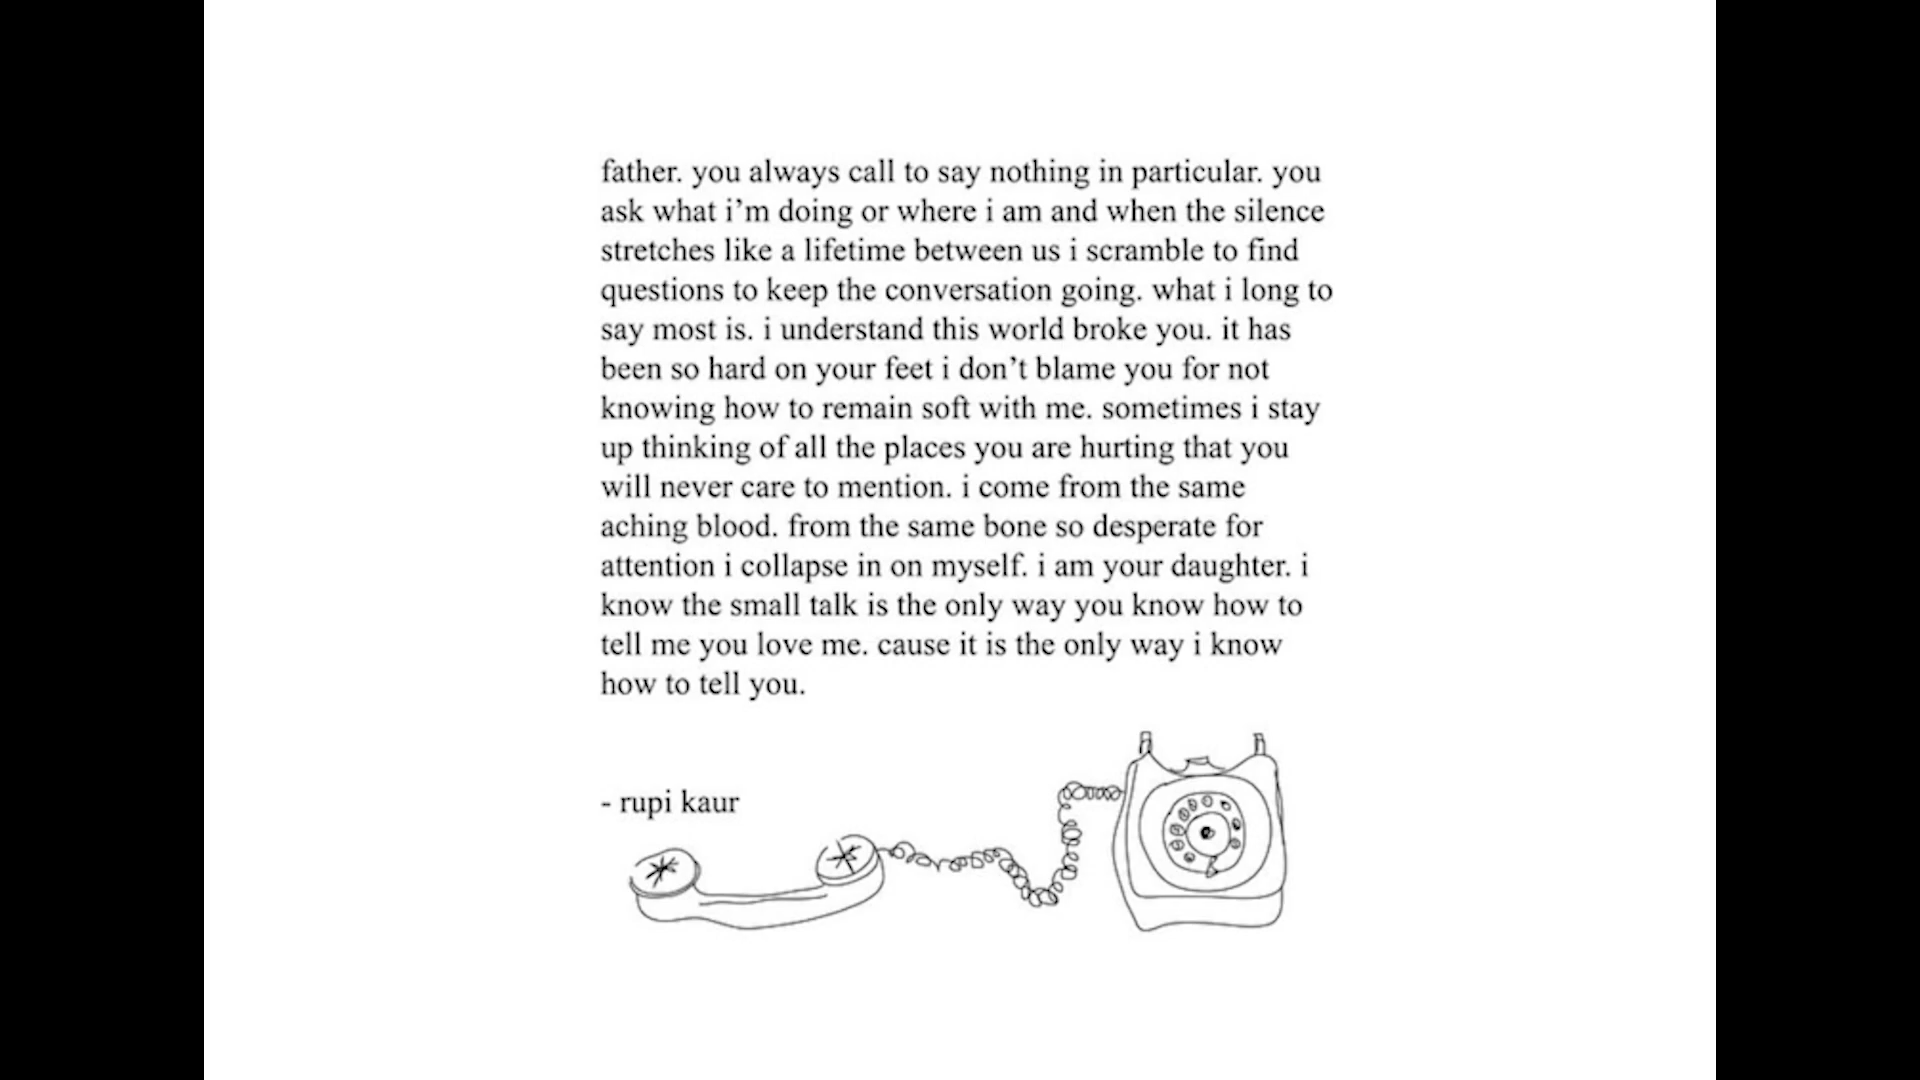 father. you always call to say nothing in particular. you
ask what i’m doing or where i am and when the silence
stretches like a lifetime between us i scramble to find
questions to keep the conversation going. what i long to
say most is. i understand this world broke you. it has
been so hard on your feet i don’t blame you for not
knowing how to remain soft with me. sometimes i stay
up thinking of all the places you are hurting that you
will never care to mention. i come from the same
aching blood. from the same bone so desperate for
attention i collapse in on myself. i am your daughter. i
know the small talk is the only way you know how to
tell me you love me. cause it is the only way i know
how to tell you.
- rupi kaur